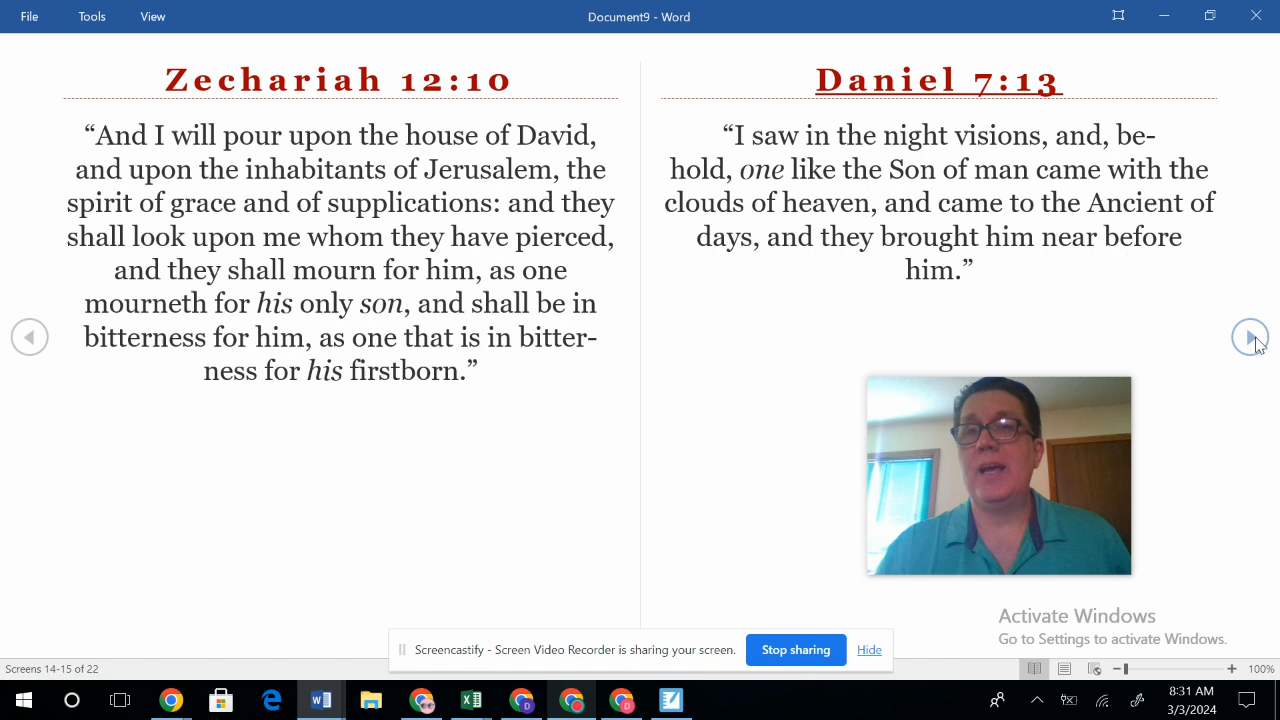 File Tools View Document9 - Word
Zechariah 12:10
“And I will pour upon the house of David,
and upon the inhabitants of Jerusalem, the
spirit of grace and of supplications: and they
shall look upon me whom they have pierced,
and they shall mourn for him, as one
mourneth for his only son, and shall be in
bitterness for him, as one that is in bitter-
ness for his firstborn.”
Daniel 7:13
“I saw in the night visions, and, be-
hold, one like the Son of man came with the
clouds of heaven, and came to the Ancient of
days, and they brought him near before
him.”
Activate Windows
Go to Settings to activate Windows.
Screencastify - Screen Video Recorder is sharing your screen. Stop sharing Hide
Screens 14-15 of 22 100%
8:31 AM
3/3/2024